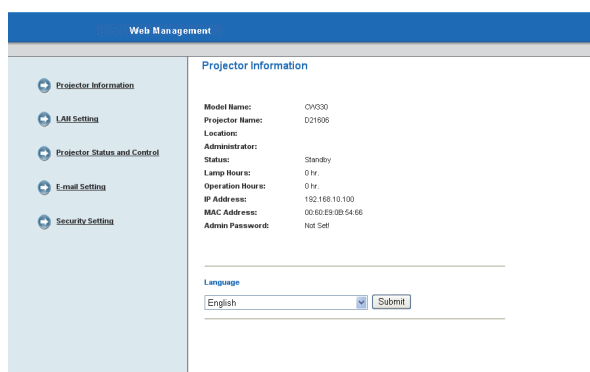 Web Management
Projector Information
LAN Setting
Projector Status and Control
E-mail Setting
Security Setting
Projector Information
Model Name: CW330
Projector Name: D21606
Location:
Administrator:
Status: Standby
Lamp Hours: 0 hr.
Operation Hours: 0 hr.
IP Address: 192.168.10.100
MAC Address: 00:60:E9:0B:54:66
Admin Password: Not Set!
Language
English Submit